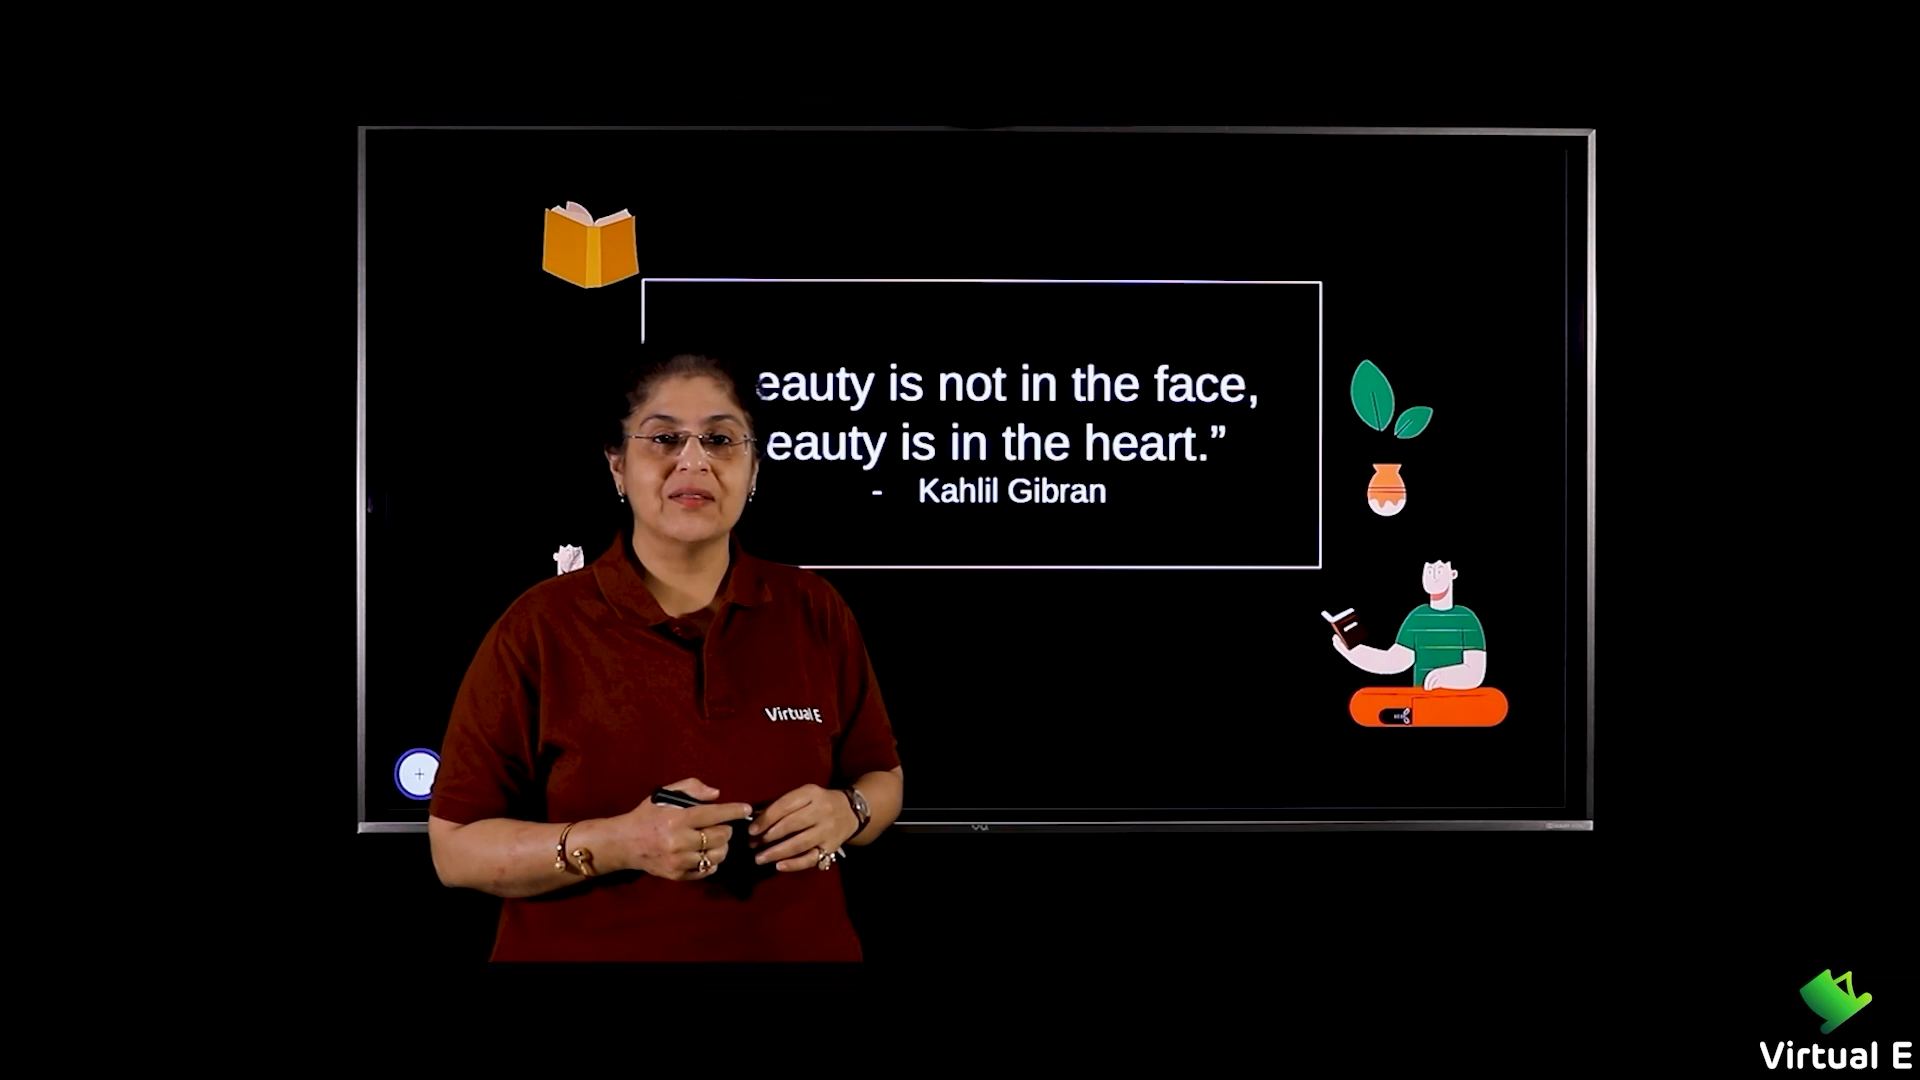 eauty is not in the face,
eauty is in the heart.”
- Kahlil Gibran
Virtual E
Virtual E